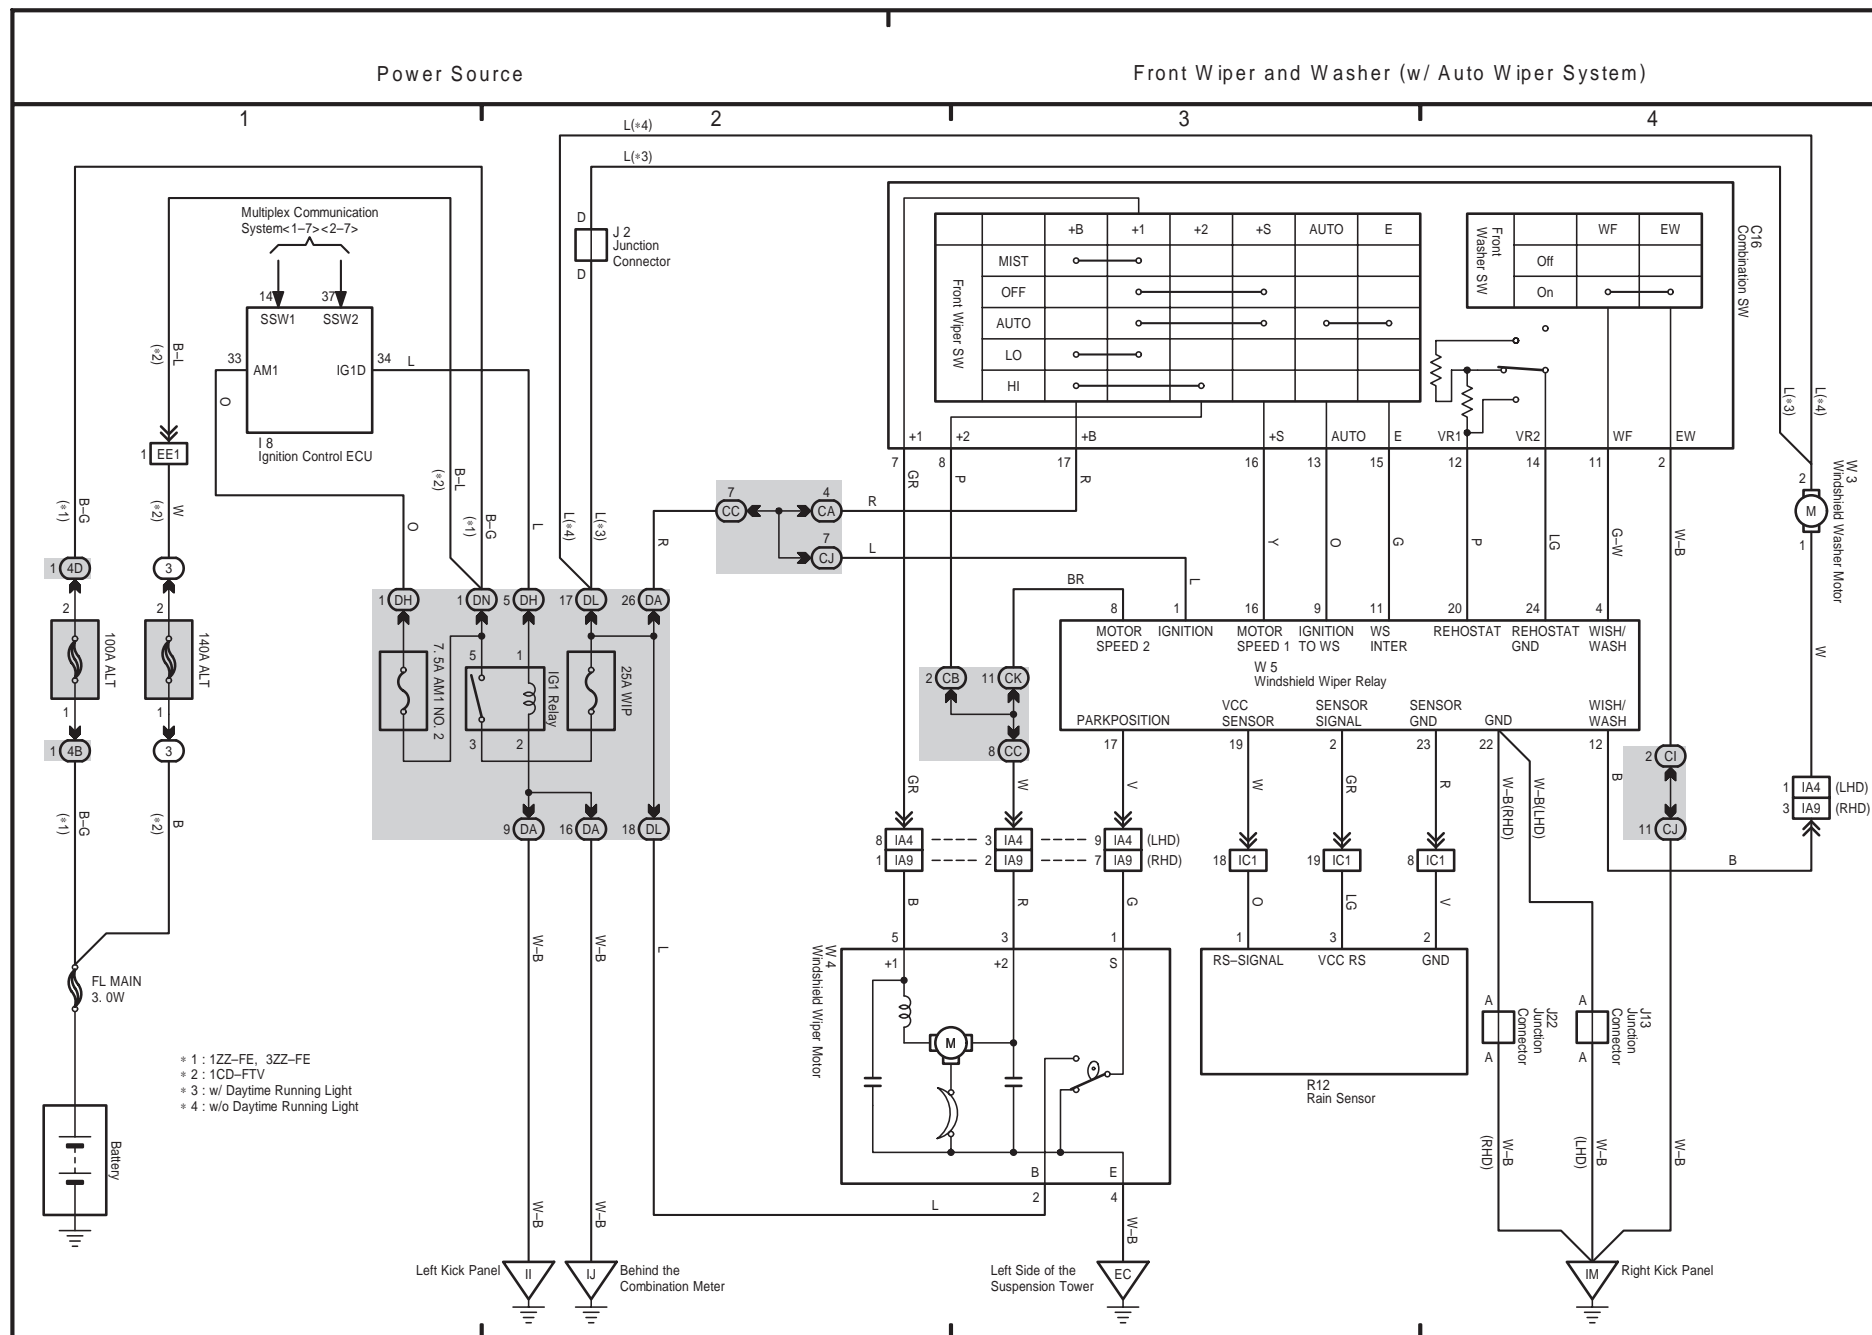 Power Source
Front Wiper and Washer (w/ Auto Wiper System)
1
2
3
4
L(*4)
L(*3)
Multiplex Communication
System<1–7><2–7>
14
37
SSW1
SSW2
33
AM1
IG1D
34
L
O
I 8
Ignition Control ECU
D
J 2
Junction
Connector
D
B–L
(*2)
1
EE1
B–G
(*1)
W
(*2)
O
B–L
(*2)
B–G
(*1)
L
L(*4)
L(*3)
R
1
4D
3
2
2
100A ALT
140A ALT
1
1
1
4B
3
B–G
(*1)
B
(*2)
FL MAIN
3. 0W
Battery
* 1 : 1ZZ–FE, 3ZZ–FE
* 2 : 1CD–FTV
* 3 : w/ Daytime Running Light
* 4 : w/o Daytime Running Light
1
DH
1
DN
5
DH
17
DL
26
DA
7. 5A AM1 NO. 2
5
1
IG1 Relay
3
2
25A WIP
9
DA
16
DA
18
DL
W–B
W–B
L
W–B
W–B
Left Kick Panel
II
IJ
Behind the
Combination Meter
7
CC
4
CA
7
CJ
R
L
C16
Combination SW
Front Wiper SW
+B
+1
+2
+S
AUTO
E
MIST
OFF
AUTO
LO
HI
Front
Washer SW
WF
EW
Off
On
+1
+2
+B
+S
AUTO
E
VR1
VR2
WF
EW
7
8
17
16
13
15
12
14
11
2
GR
P
R
Y
O
G
P
LG
G–W
W–B
L(*3)
L(*4)
W 3
Windshield Washer Motor
2
M
1
W
BR
L
8
1
16
9
11
20
24
4
MOTOR
SPEED 2
IGNITION
MOTOR
SPEED 1
IGNITION
TO WS
WS
INTER
REHOSTAT
REHOSTAT
GND
WISH/
WASH
W 5
Windshield Wiper Relay
PARKPOSITION
VCC
SENSOR
SENSOR
SIGNAL
SENSOR
GND
GND
WISH/
WASH
17
19
2
23
22
12
2
CB
11
CK
8
CC
GR
W
V
W
GR
R
W–B(RHD)
W–B(LHD)
B
2
CI
11
CJ
1
IA4
(LHD)
3
IA9
(RHD)
B
8
IA4
3
IA4
9
IA4
(LHD)
1
IA9
2
IA9
7
IA9
(RHD)
18
IC1
19
IC1
8
IC1
B
R
G
O
LG
V
W 4
Windshield Wiper Motor
5
3
1
+1
+2
S
M
B
E
2
4
L
W–B
Left Side of the
Suspension Tower
EC
1
3
2
RS–SIGNAL
VCC RS
GND
R12
Rain Sensor
A
J22
Junction
Connector
A
A
J13
Junction
Connector
A
W–B
(RHD)
W–B
(LHD)
W–B
IM
Right Kick Panel